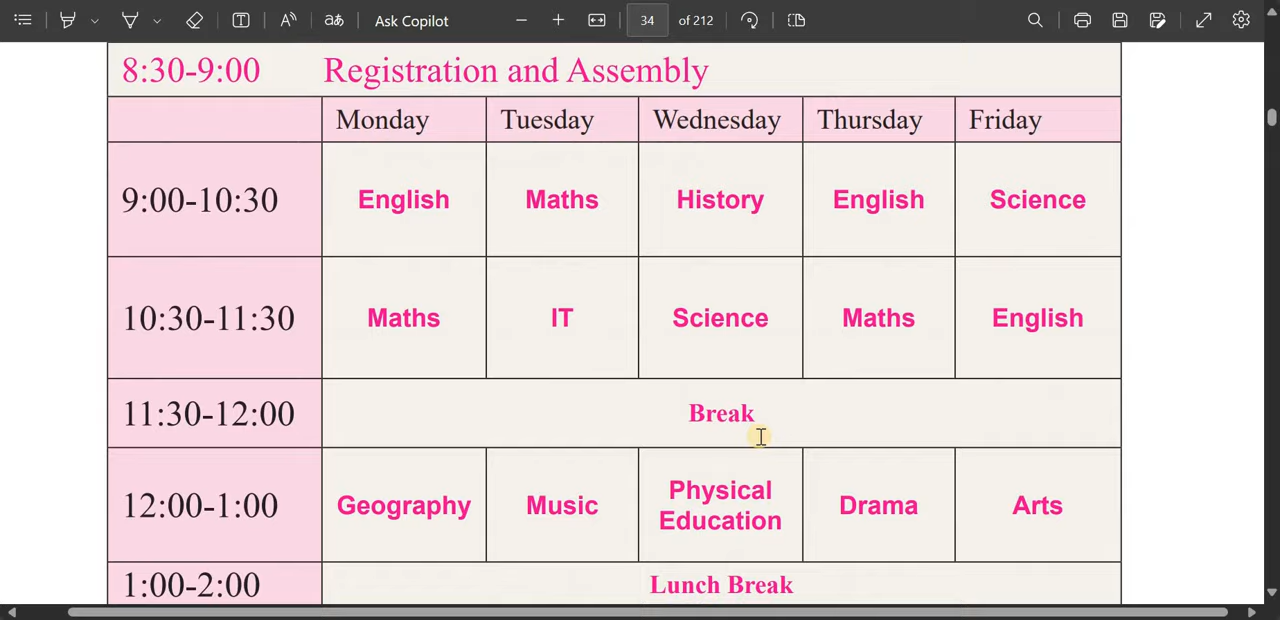 Ask Copilot 34 of 212
8:30-9:00 Registration and Assembly
Monday Tuesday Wednesday Thursday Friday
9:00-10:30 English Maths History English Science
10:30-11:30 Maths IT Science Maths English
11:30-12:00 Break
12:00-1:00 Geography Music Physical Education Drama Arts
1:00-2:00 Lunch Break